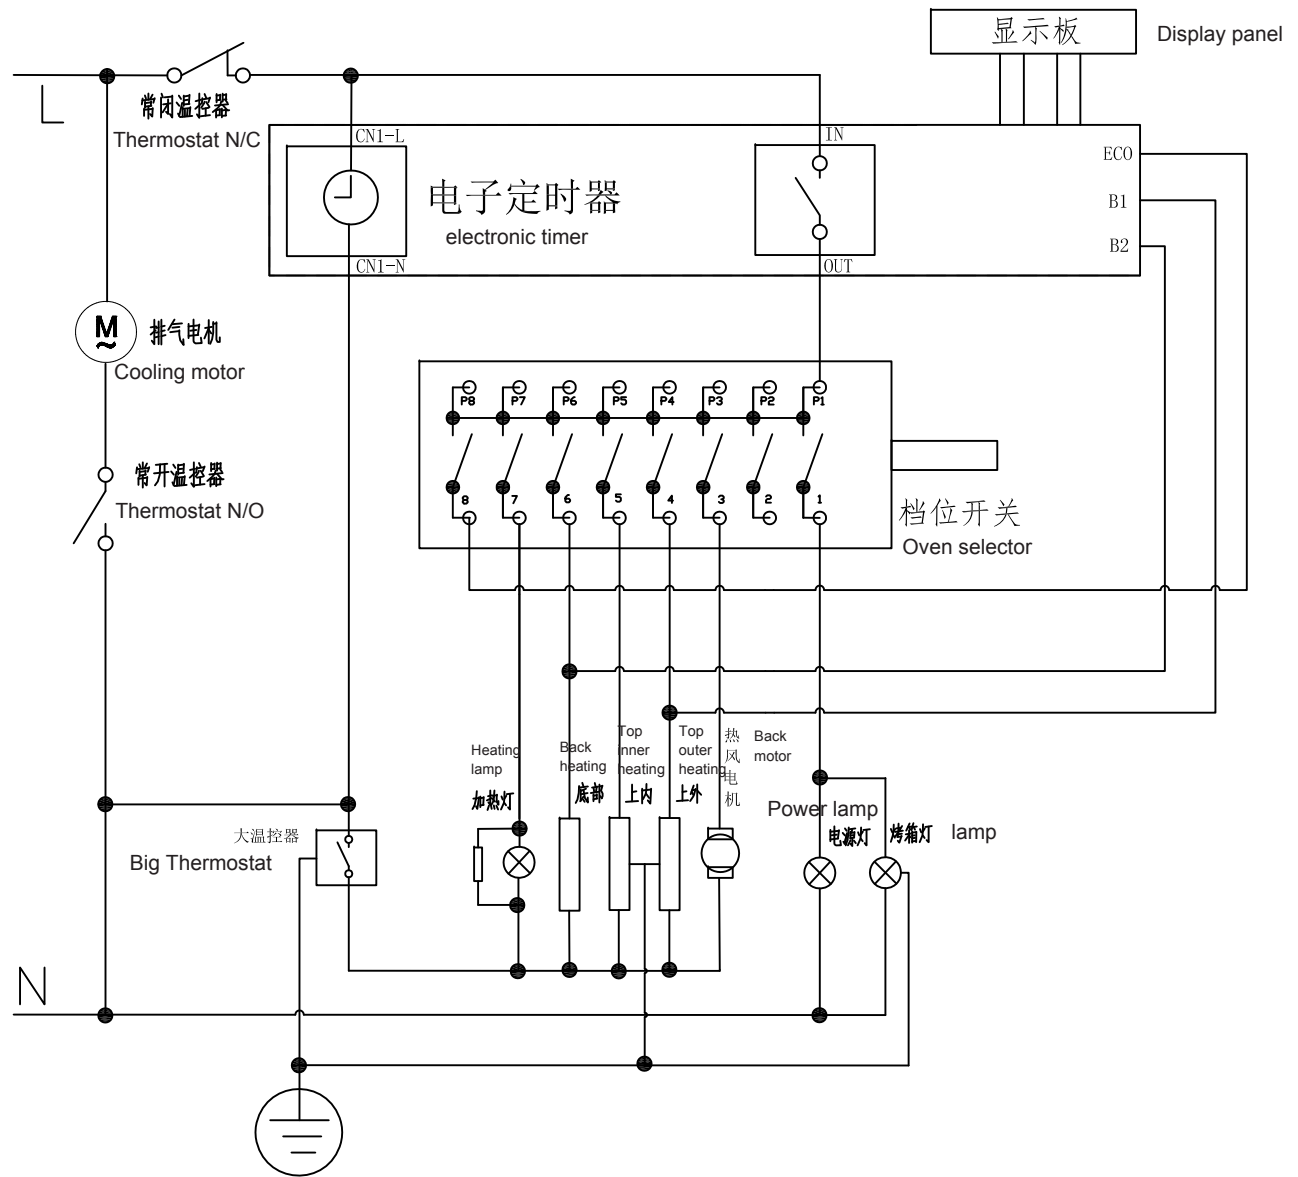 显示板
Display panel
L
常闭温控器
Thermostat N/C
CN1-L
IN
ECO
电子定时器
electronic timer
B1
B2
CN1-N
OUT
M
~
排气电机
Cooling motor
P8 P7 P6 P5 P4 P3 P2 P1
常开温控器
Thermostat N/O
8 7 6 5 4 3 2 1
档位开关
Oven selector
Heating
lamp
加热灯
Back
heating
底部
Top
inner
heating
上内
Top
outer
heating
上外
热
风
电
机
Back
motor
Power lamp
电源灯
烤箱灯
lamp
大温控器
Big Thermostat
N